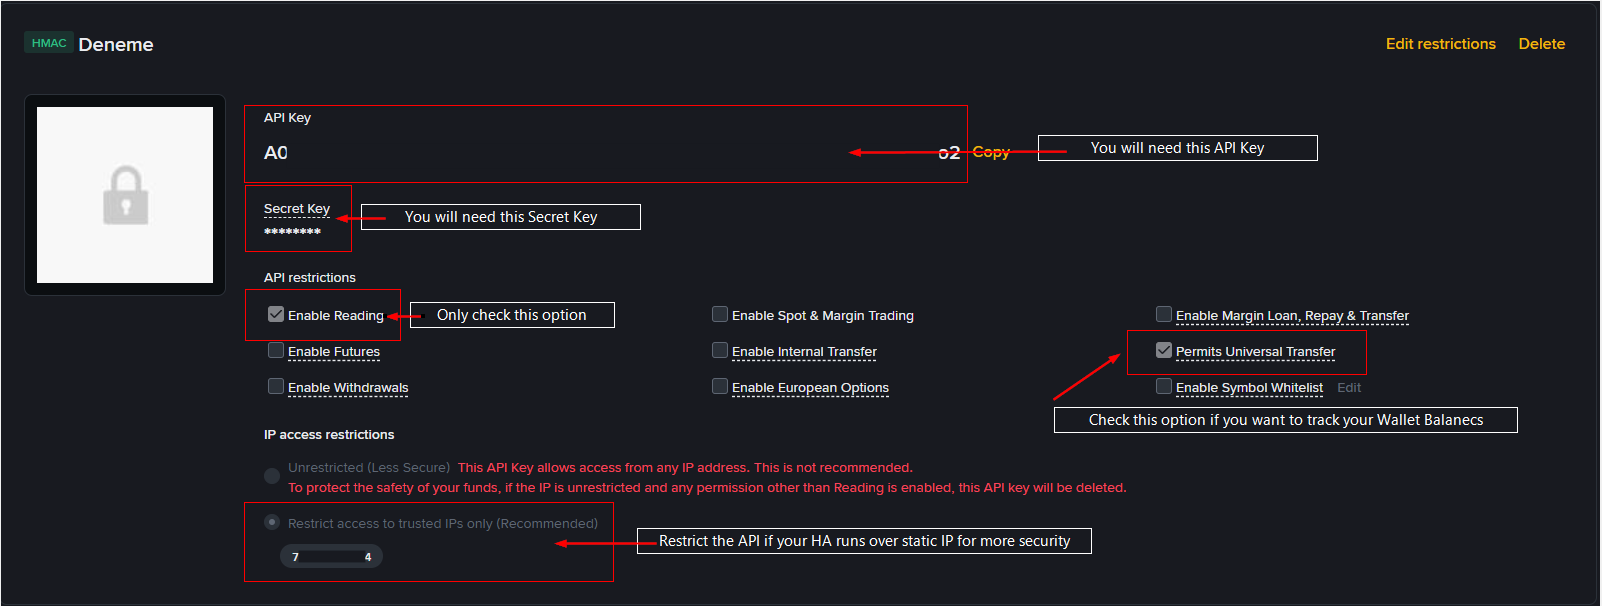 HMAC Deneme
Edit restrictions Delete
API Key
A0 o2 Copy
You will need this API Key
Secret Key
********
You will need this Secret Key
API restrictions
Enable Reading
Only check this option
Enable Spot & Margin Trading
Enable Margin Loan, Repay & Transfer
Enable Futures
Enable Internal Transfer
Permits Universal Transfer
Enable Withdrawals
Enable European Options
Enable Symbol Whitelist Edit
Check this option if you want to track your Wallet Balanecs
IP access restrictions
Unrestricted (Less Secure) This API Key allows access from any IP address. This is not recommended.
To protect the safety of your funds, if the IP is unrestricted and any permission other than Reading is enabled, this API key will be deleted.
Restrict access to trusted IPs only (Recommended)
7 4
Restrict the API if your HA runs over static IP for more security